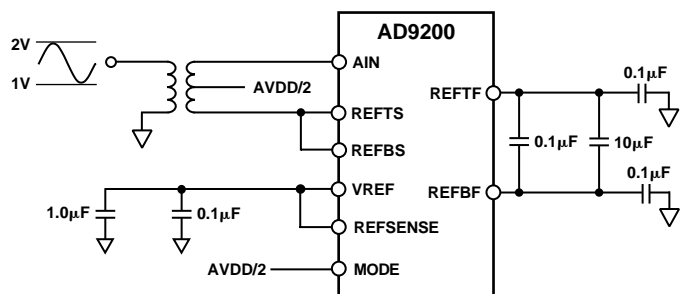 AD9200
2V
1V
AIN
AVDD/2
REFTS
REFBS
VREF
REFSENSE
1.0µF
0.1µF
AVDD/2
MODE
REFTF
0.1µF
0.1µF
10µF
REFBF
0.1µF